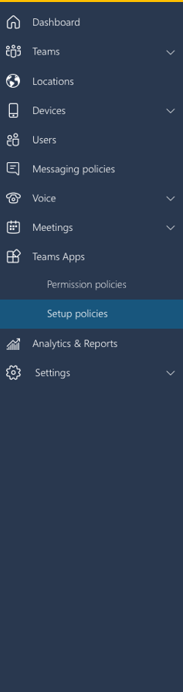 Dashboard
Teams
Locations
Devices
Users
Messaging policies
Voice
Meetings
Teams Apps
Permission policies
Setup policies
Analytics & Reports
Settings